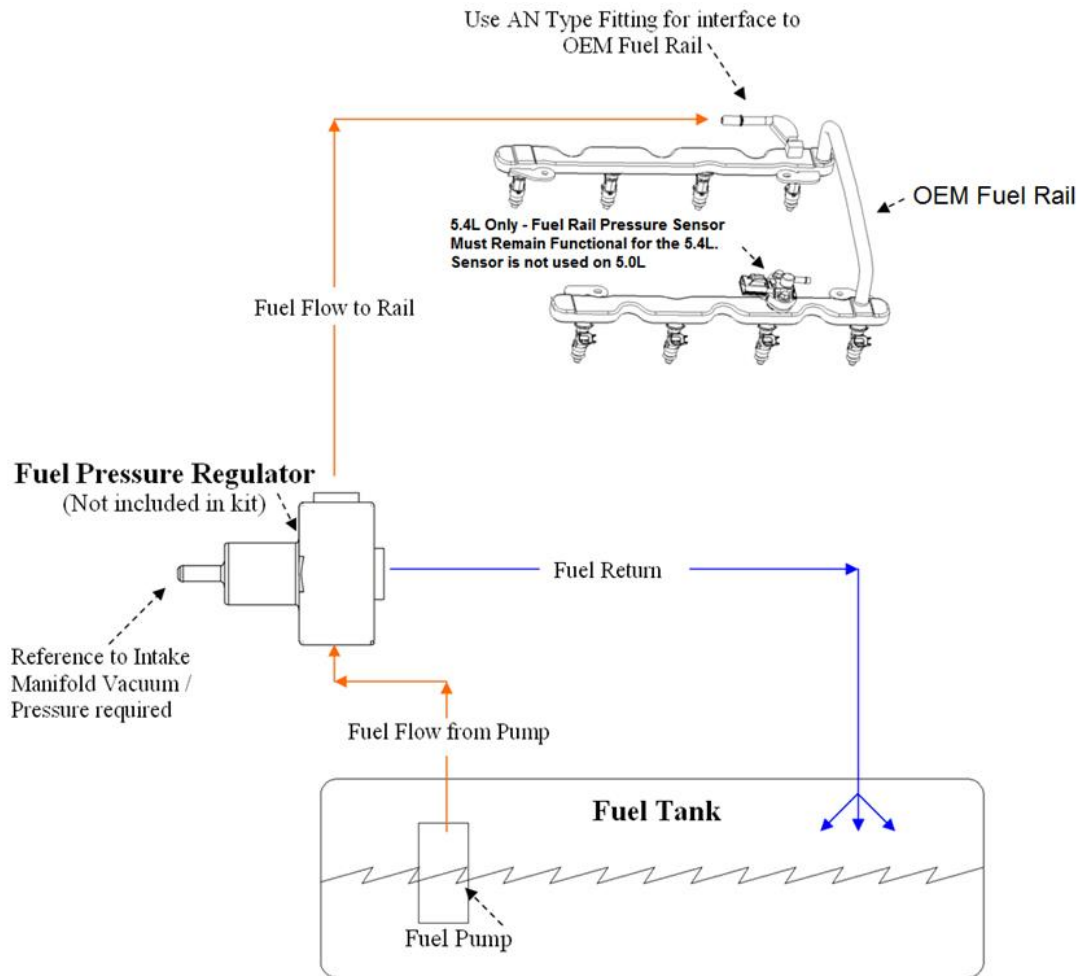 Use AN Type Fitting for interface to
OEM Fuel Rail
OEM Fuel Rail
5.4L Only - Fuel Rail Pressure Sensor
Must Remain Functional for the 5.4L.
Sensor is not used on 5.0L
Fuel Flow to Rail
Fuel Pressure Regulator
(Not included in kit)
Fuel Return
Reference to Intake
Manifold Vacuum /
Pressure required
Fuel Flow from Pump
Fuel Tank
Fuel Pump